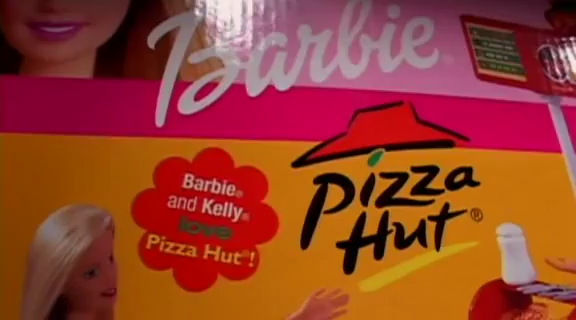 Barbie
Barbie®
and Kelly®
love
Pizza Hut®!
Pizza
Hut®